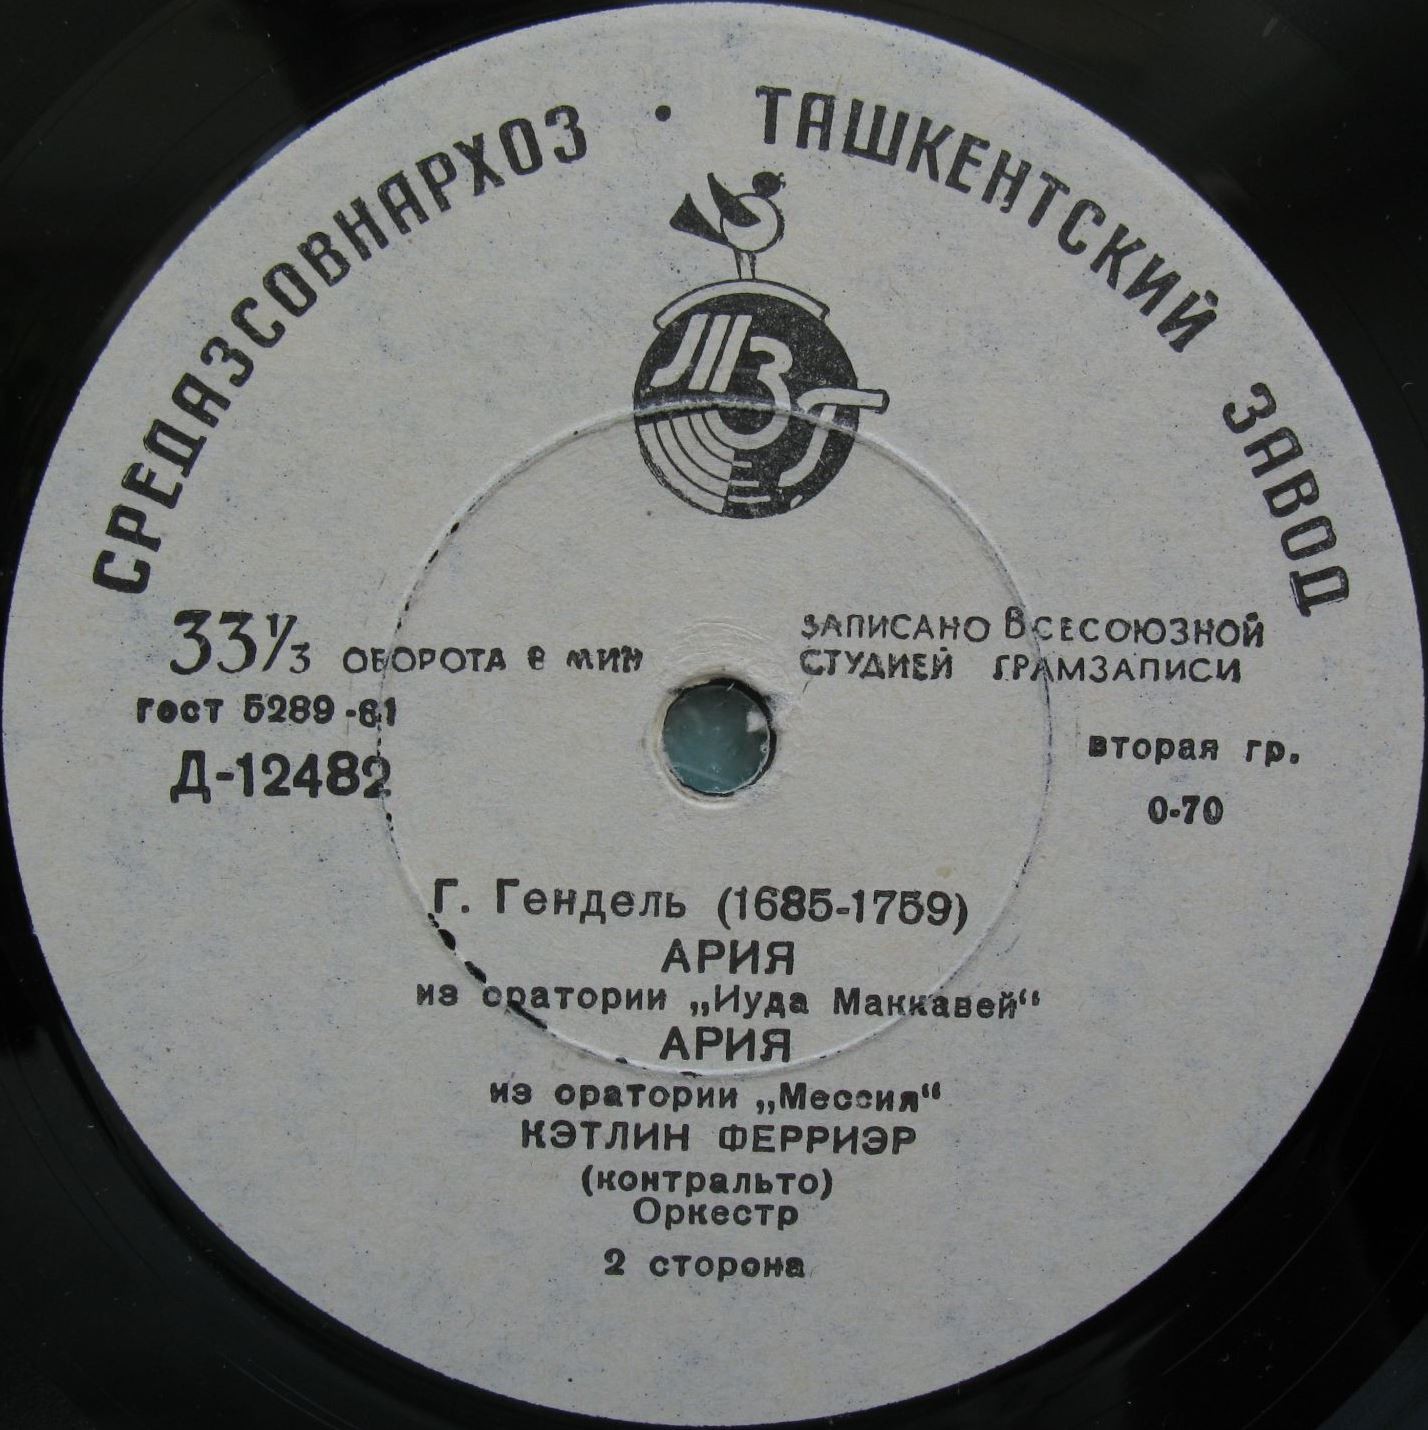 СРЕДАЗСОВНАРХОЗ · ТАШКЕНТСКИЙ ЗАВОД
ТЗГ
33⅓ ОБОРОТА В МИН
ГОСТ 5289-61
Д-12482
ЗАПИСАНО ВСЕСОЮЗНОЙ
СТУДИЕЙ ГРАМЗАПИСИ
вторая гр.
0-70
Г. Гендель (1685-1759)
АРИЯ
из оратории „Иуда Маккавей“
АРИЯ
из оратории „Мессия“
КЭТЛИН ФЕРРИЭР
(контральто)
Оркестр
2 сторона